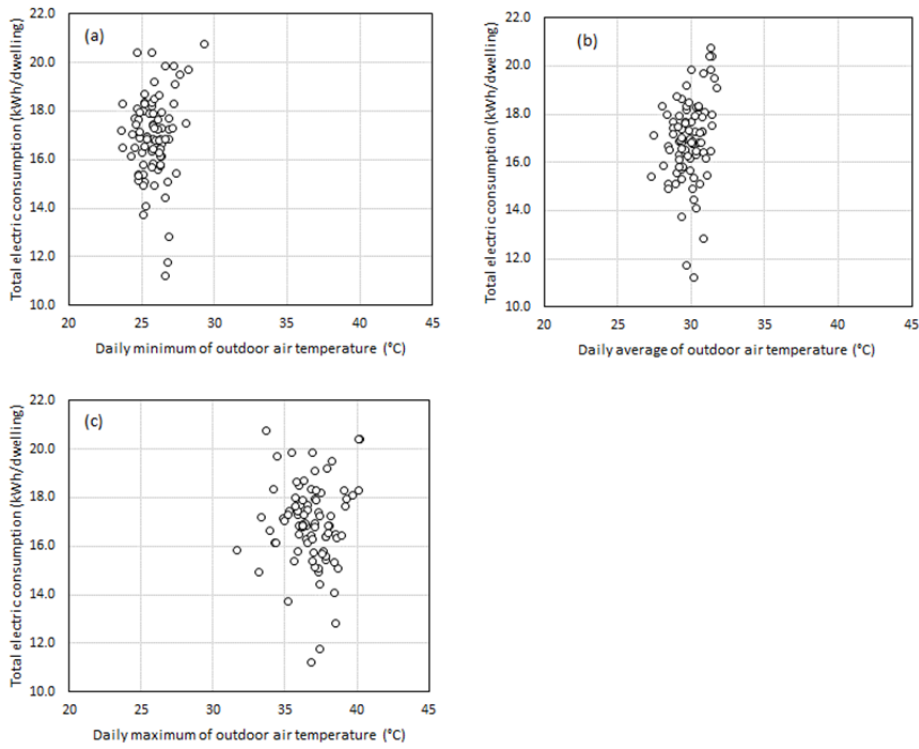 (a)
Total electric consumption (kWh/dwelling)
22.0
20.0
18.0
16.0
14.0
12.0
10.0
20 25 30 35 40 45
Daily minimum of outdoor air temperature (°C)
(b)
Total electric consumption (kWh/dwelling)
22.0
20.0
18.0
16.0
14.0
12.0
10.0
20 25 30 35 40 45
Daily average of outdoor air temperature (°C)
(c)
Total electric consumption (kWh/dwelling)
22.0
20.0
18.0
16.0
14.0
12.0
10.0
20 25 30 35 40 45
Daily maximum of outdoor air temperature (°C)